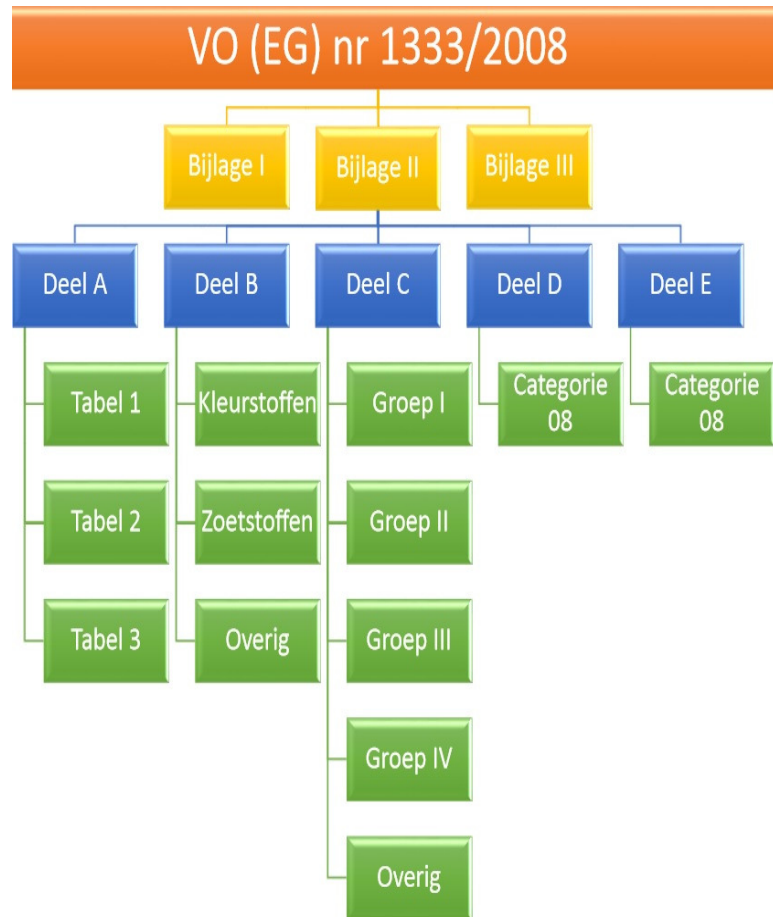 VO (EG) nr 1333/2008
Bijlage I
Bijlage II
Bijlage III
Deel A
Deel B
Deel C
Deel D
Deel E
Tabel 1
Kleurstoffen
Groep I
Categorie
08
Categorie
08
Tabel 2
Zoetstoffen
Groep II
Tabel 3
Overig
Groep III
Groep IV
Overig